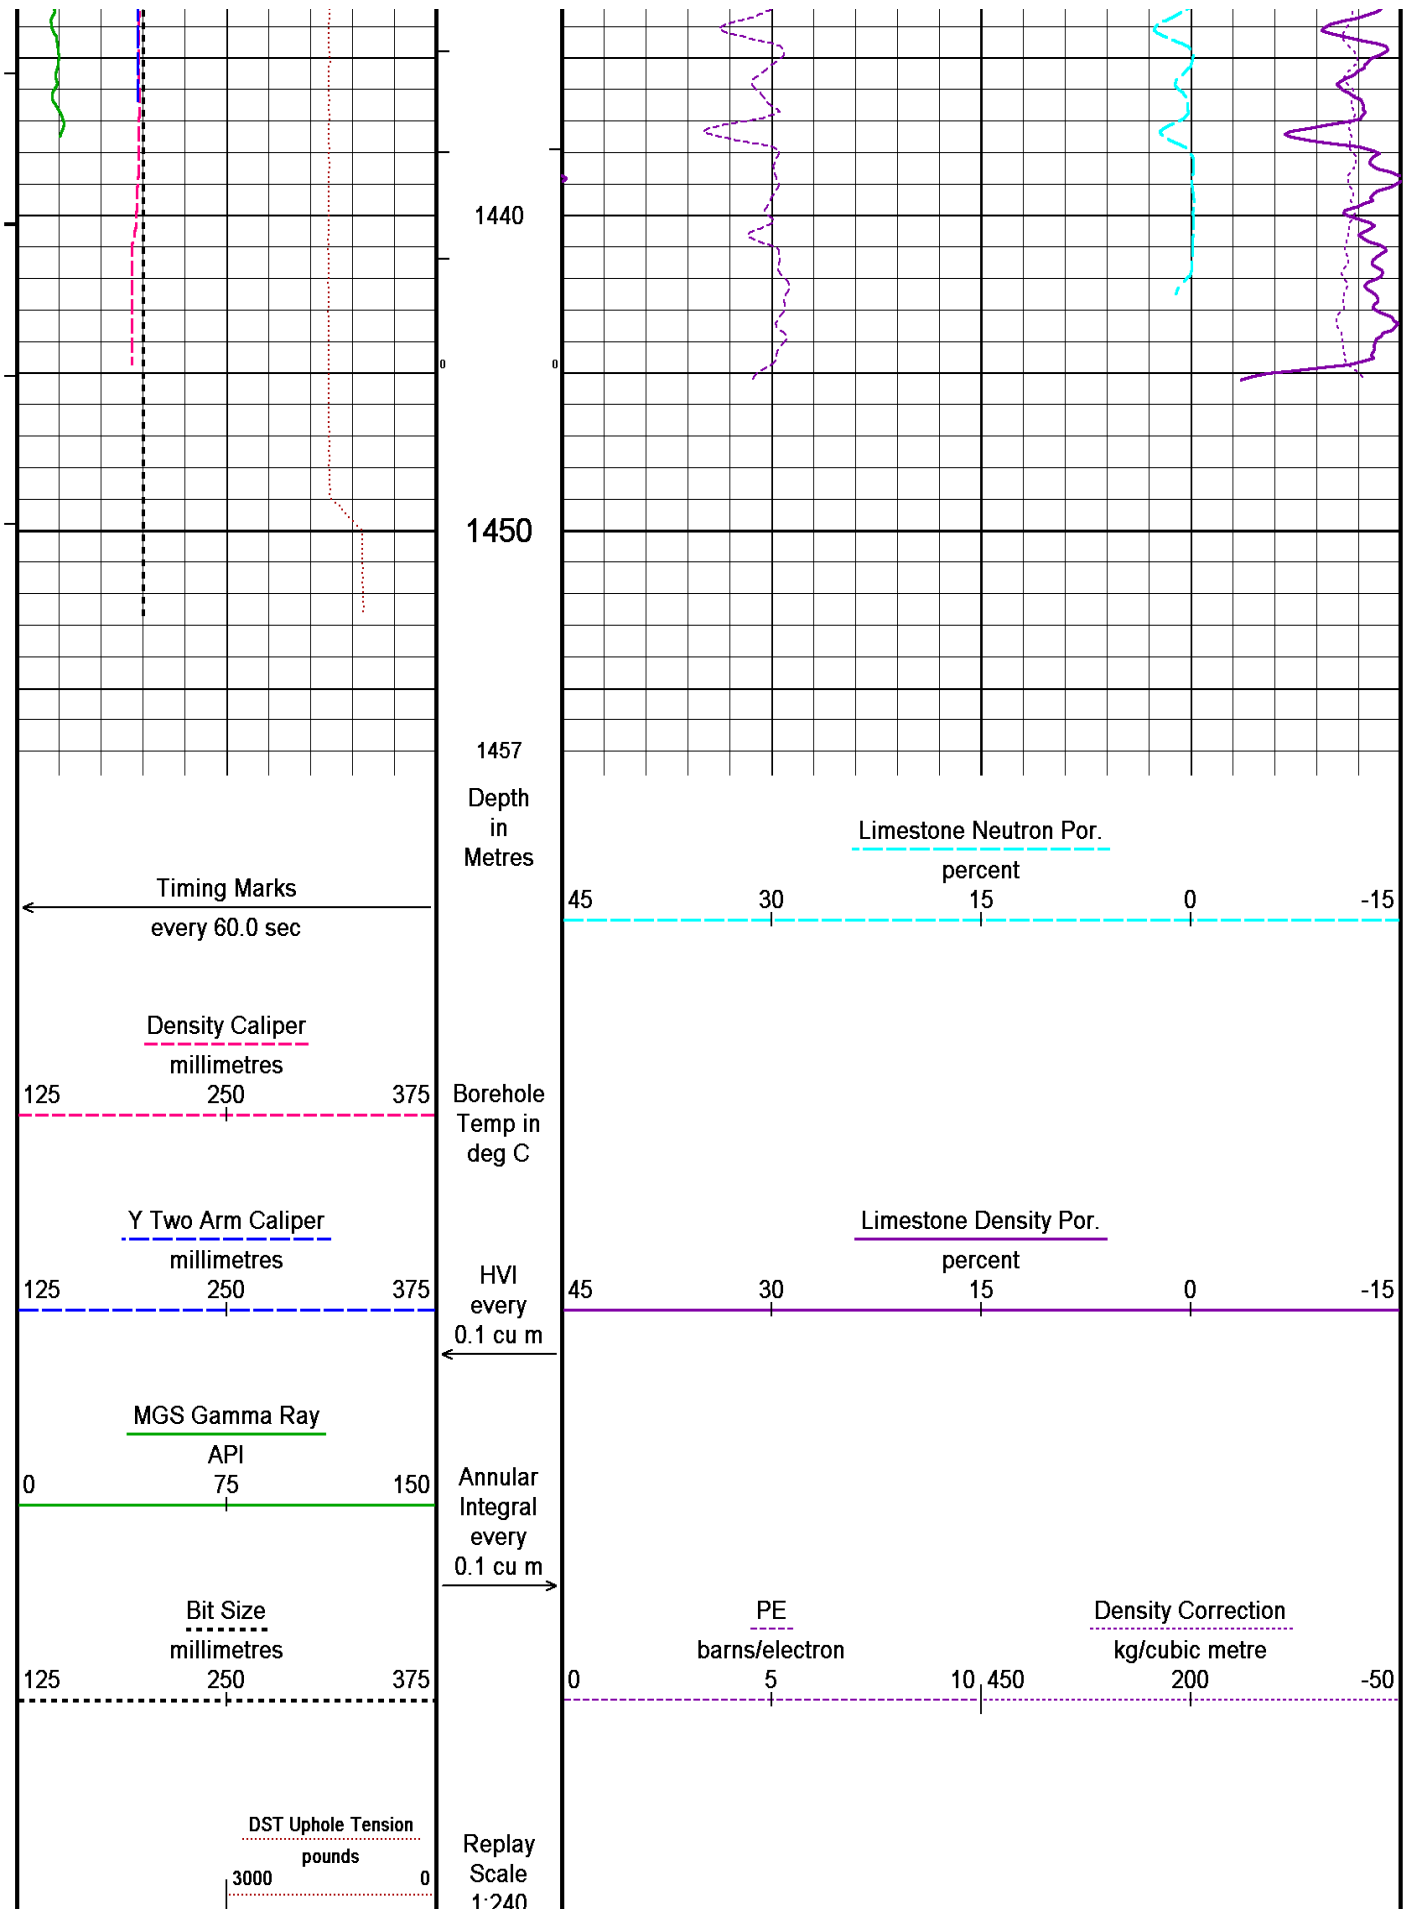 1440
0
0
1450
1457
Depth
in
Metres
Limestone Neutron Por.
percent
45 30 15 0 -15
Timing Marks
every 60.0 sec
Density Caliper
millimetres
125 250 375
Borehole
Temp in
deg C
Y Two Arm Caliper
millimetres
125 250 375
HVI
every
0.1 cu m
Limestone Density Por.
percent
45 30 15 0 -15
MGS Gamma Ray
API
0 75 150
Annular
Integral
every
0.1 cu m
Bit Size
millimetres
125 250 375
PE
barns/electron
0 5 10
Density Correction
kg/cubic metre
450 200 -50
DST Uphole Tension
pounds
3000 0
Replay
Scale
1:240